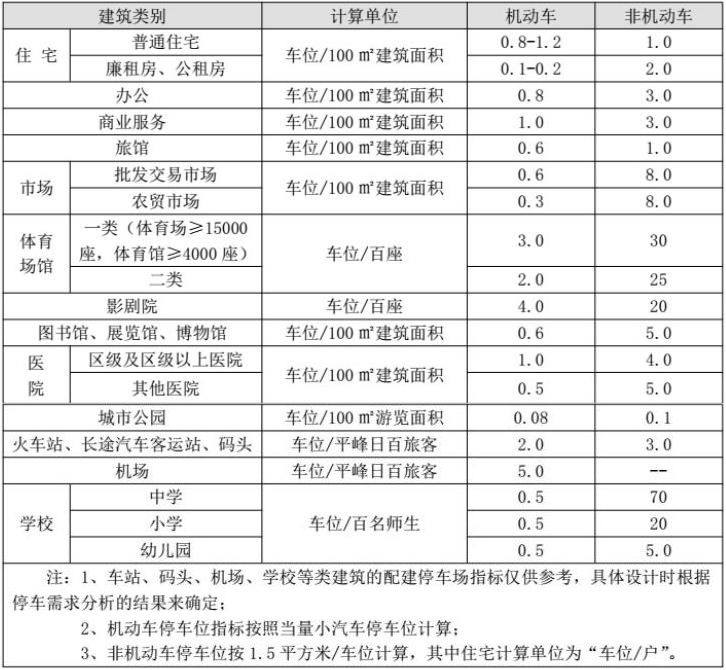 建筑类别 计算单位 机动车 非机动车
住 宅 普通住宅 车位/100 ㎡建筑面积 0.8-1.2 1.0
廉租房、公租房 0.1-0.2 2.0
办公 车位/100 ㎡建筑面积 0.8 3.0
商业服务 车位/100 ㎡建筑面积 1.0 3.0
旅馆 车位/100 ㎡建筑面积 0.6 1.0
市场 批发交易市场 车位/100 ㎡建筑面积 0.6 8.0
农贸市场 0.3 8.0
体育
场馆
一类（体育场≥15000
座，体育馆≥4000 座）
车位/百座 3.0 30
二类 2.0 25
影剧院 车位/百座 4.0 20
图书馆、展览馆、博物馆 车位/100 ㎡建筑面积 0.6 5.0
医
院
区级及区级以上医院 车位/100 ㎡建筑面积 1.0 4.0
其他医院 0.5 5.0
城市公园 车位/100 ㎡游览面积 0.08 0.1
火车站、长途汽车客运站、码头 车位/平峰日百旅客 2.0 3.0
机场 车位/平峰日百旅客 5.0 --
学校 中学 车位/百名师生 0.5 70
小学 0.5 20
幼儿园 0.5 5.0
注：1、车站、码头、机场、学校等类建筑的配建停车场指标仅供参考，具体设计时根据
停车需求分析的结果来确定；
2、机动车停车位指标按照当量小汽车停车位计算；
3、非机动车停车位按 1.5 平方米/车位计算，其中住宅计算单位为“车位/户”。